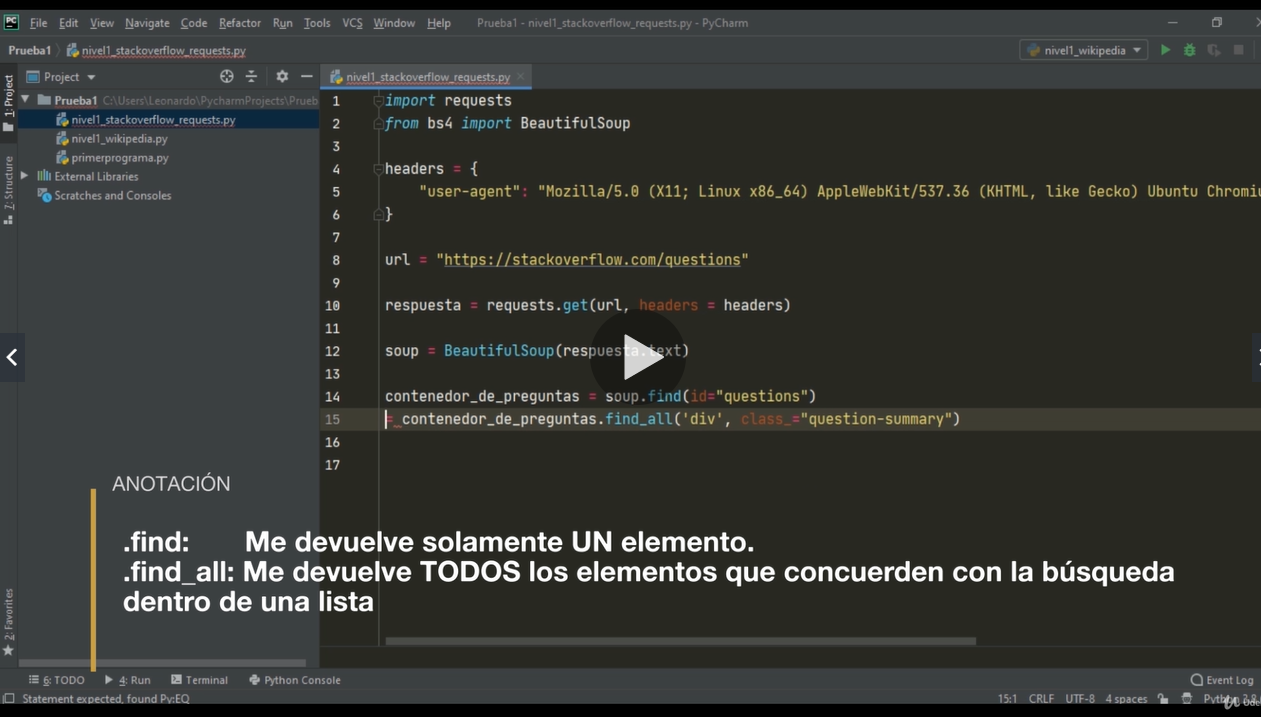 PC File Edit View Navigate Code Refactor Run Tools VCS Window Help Prueba1 - nivel1_stackoverflow_requests.py - PyCharm
Prueba1 nivel1_stackoverflow_requests.py nivel1_wikipedia
1: Project
Project
nivel1_stackoverflow_requests.py
Prueba1 C:\Users\Leonardo\PycharmProjects\Prueb
nivel1_stackoverflow_requests.py
nivel1_wikipedia.py
primerprograma.py
External Libraries
Scratches and Consoles
7: Structure
2: Favorites
1 import requests
2 from bs4 import BeautifulSoup
3
4 headers = {
5 "user-agent": "Mozilla/5.0 (X11; Linux x86_64) AppleWebKit/537.36 (KHTML, like Gecko) Ubuntu Chromiu
6 }
7
8 url = "https://stackoverflow.com/questions"
9
10 respuesta = requests.get(url, headers = headers)
11
12 soup = BeautifulSoup(respuesta.text)
13
14 contenedor_de_preguntas = soup.find(id="questions")
15 = contenedor_de_preguntas.find_all('div', class_="question-summary")
16
17
ANOTACIÓN
.find: Me devuelve solamente UN elemento.
.find_all: Me devuelve TODOS los elementos que concuerden con la búsqueda
dentro de una lista
6: TODO 4: Run Terminal Python Console Event Log
Statement expected, found Py:EQ 15:1 CRLF UTF-8 4 spaces